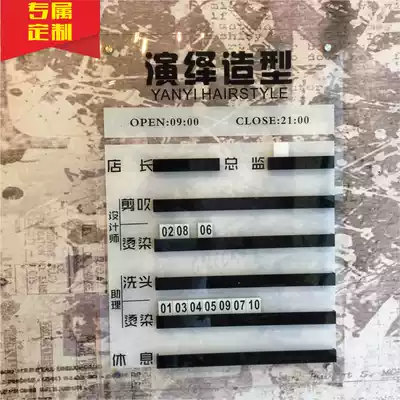 专属
定制
演绎造型
YANYI HAIRSTYLE
OPEN:09:00 CLOSE:21:00
店 长 总 监
设计师
剪吹
02 08 06
烫染
助理
洗头
01 03 04 05 09 07 10
烫染
休 息